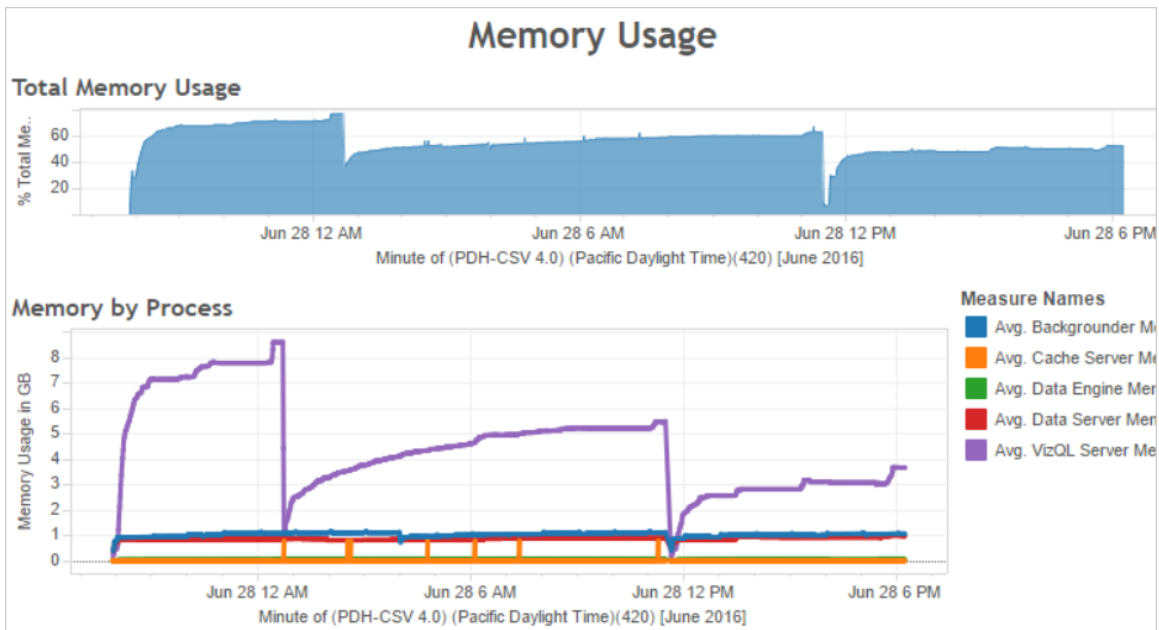 Memory Usage
Total Memory Usage
% Total Me..
60
40
20
Jun 28 12 AM
Jun 28 6 AM
Jun 28 12 PM
Jun 28 6 PM
Minute of (PDH-CSV 4.0) (Pacific Daylight Time)(420) [June 2016]
Memory by Process
Memory Usage in GB
8
7
6
5
4
3
2
1
0
Jun 28 12 AM
Jun 28 6 AM
Jun 28 12 PM
Jun 28 6 PM
Minute of (PDH-CSV 4.0) (Pacific Daylight Time)(420) [June 2016]
Measure Names
Avg. Backgrounder Me
Avg. Cache Server Me
Avg. Data Engine Mem
Avg. Data Server Mem
Avg. VizQL Server Me